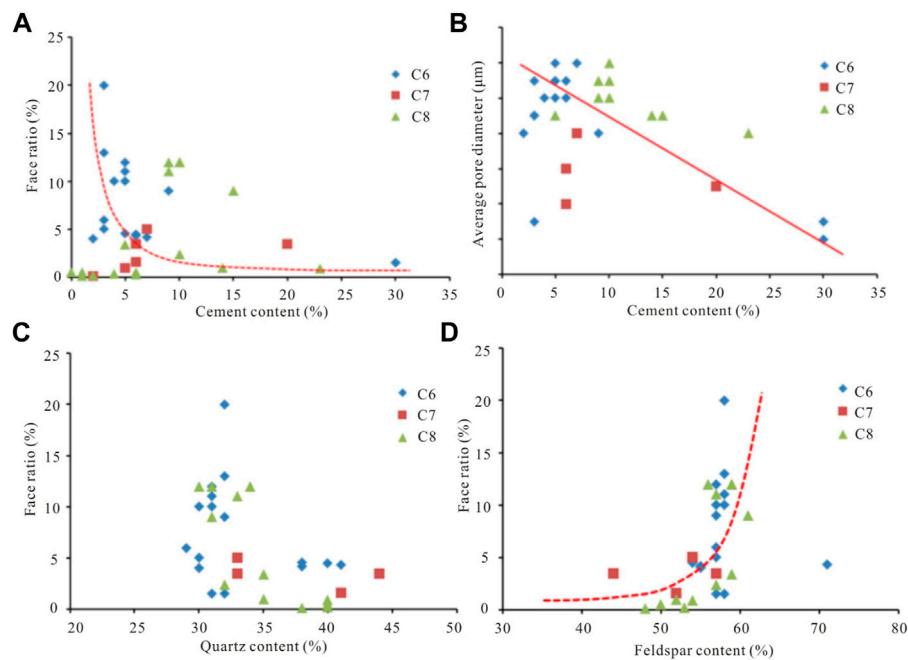 A
Face ratio (%)
25
20
15
10
5
0
0 5 10 15 20 25 30 35
Cement content (%)
C6
C7
C8
B
Average pore diameter (μm)
0 5 10 15 20 25 30 35
Cement content (%)
C6
C7
C8
C
Face ratio (%)
25
20
15
10
5
0
20 30 40 50
Quartz content (%)
C6
C7
C8
D
Face ratio (%)
25
20
15
10
5
0
30 40 50 60 70 80
Feldspar content (%)
C6
C7
C8